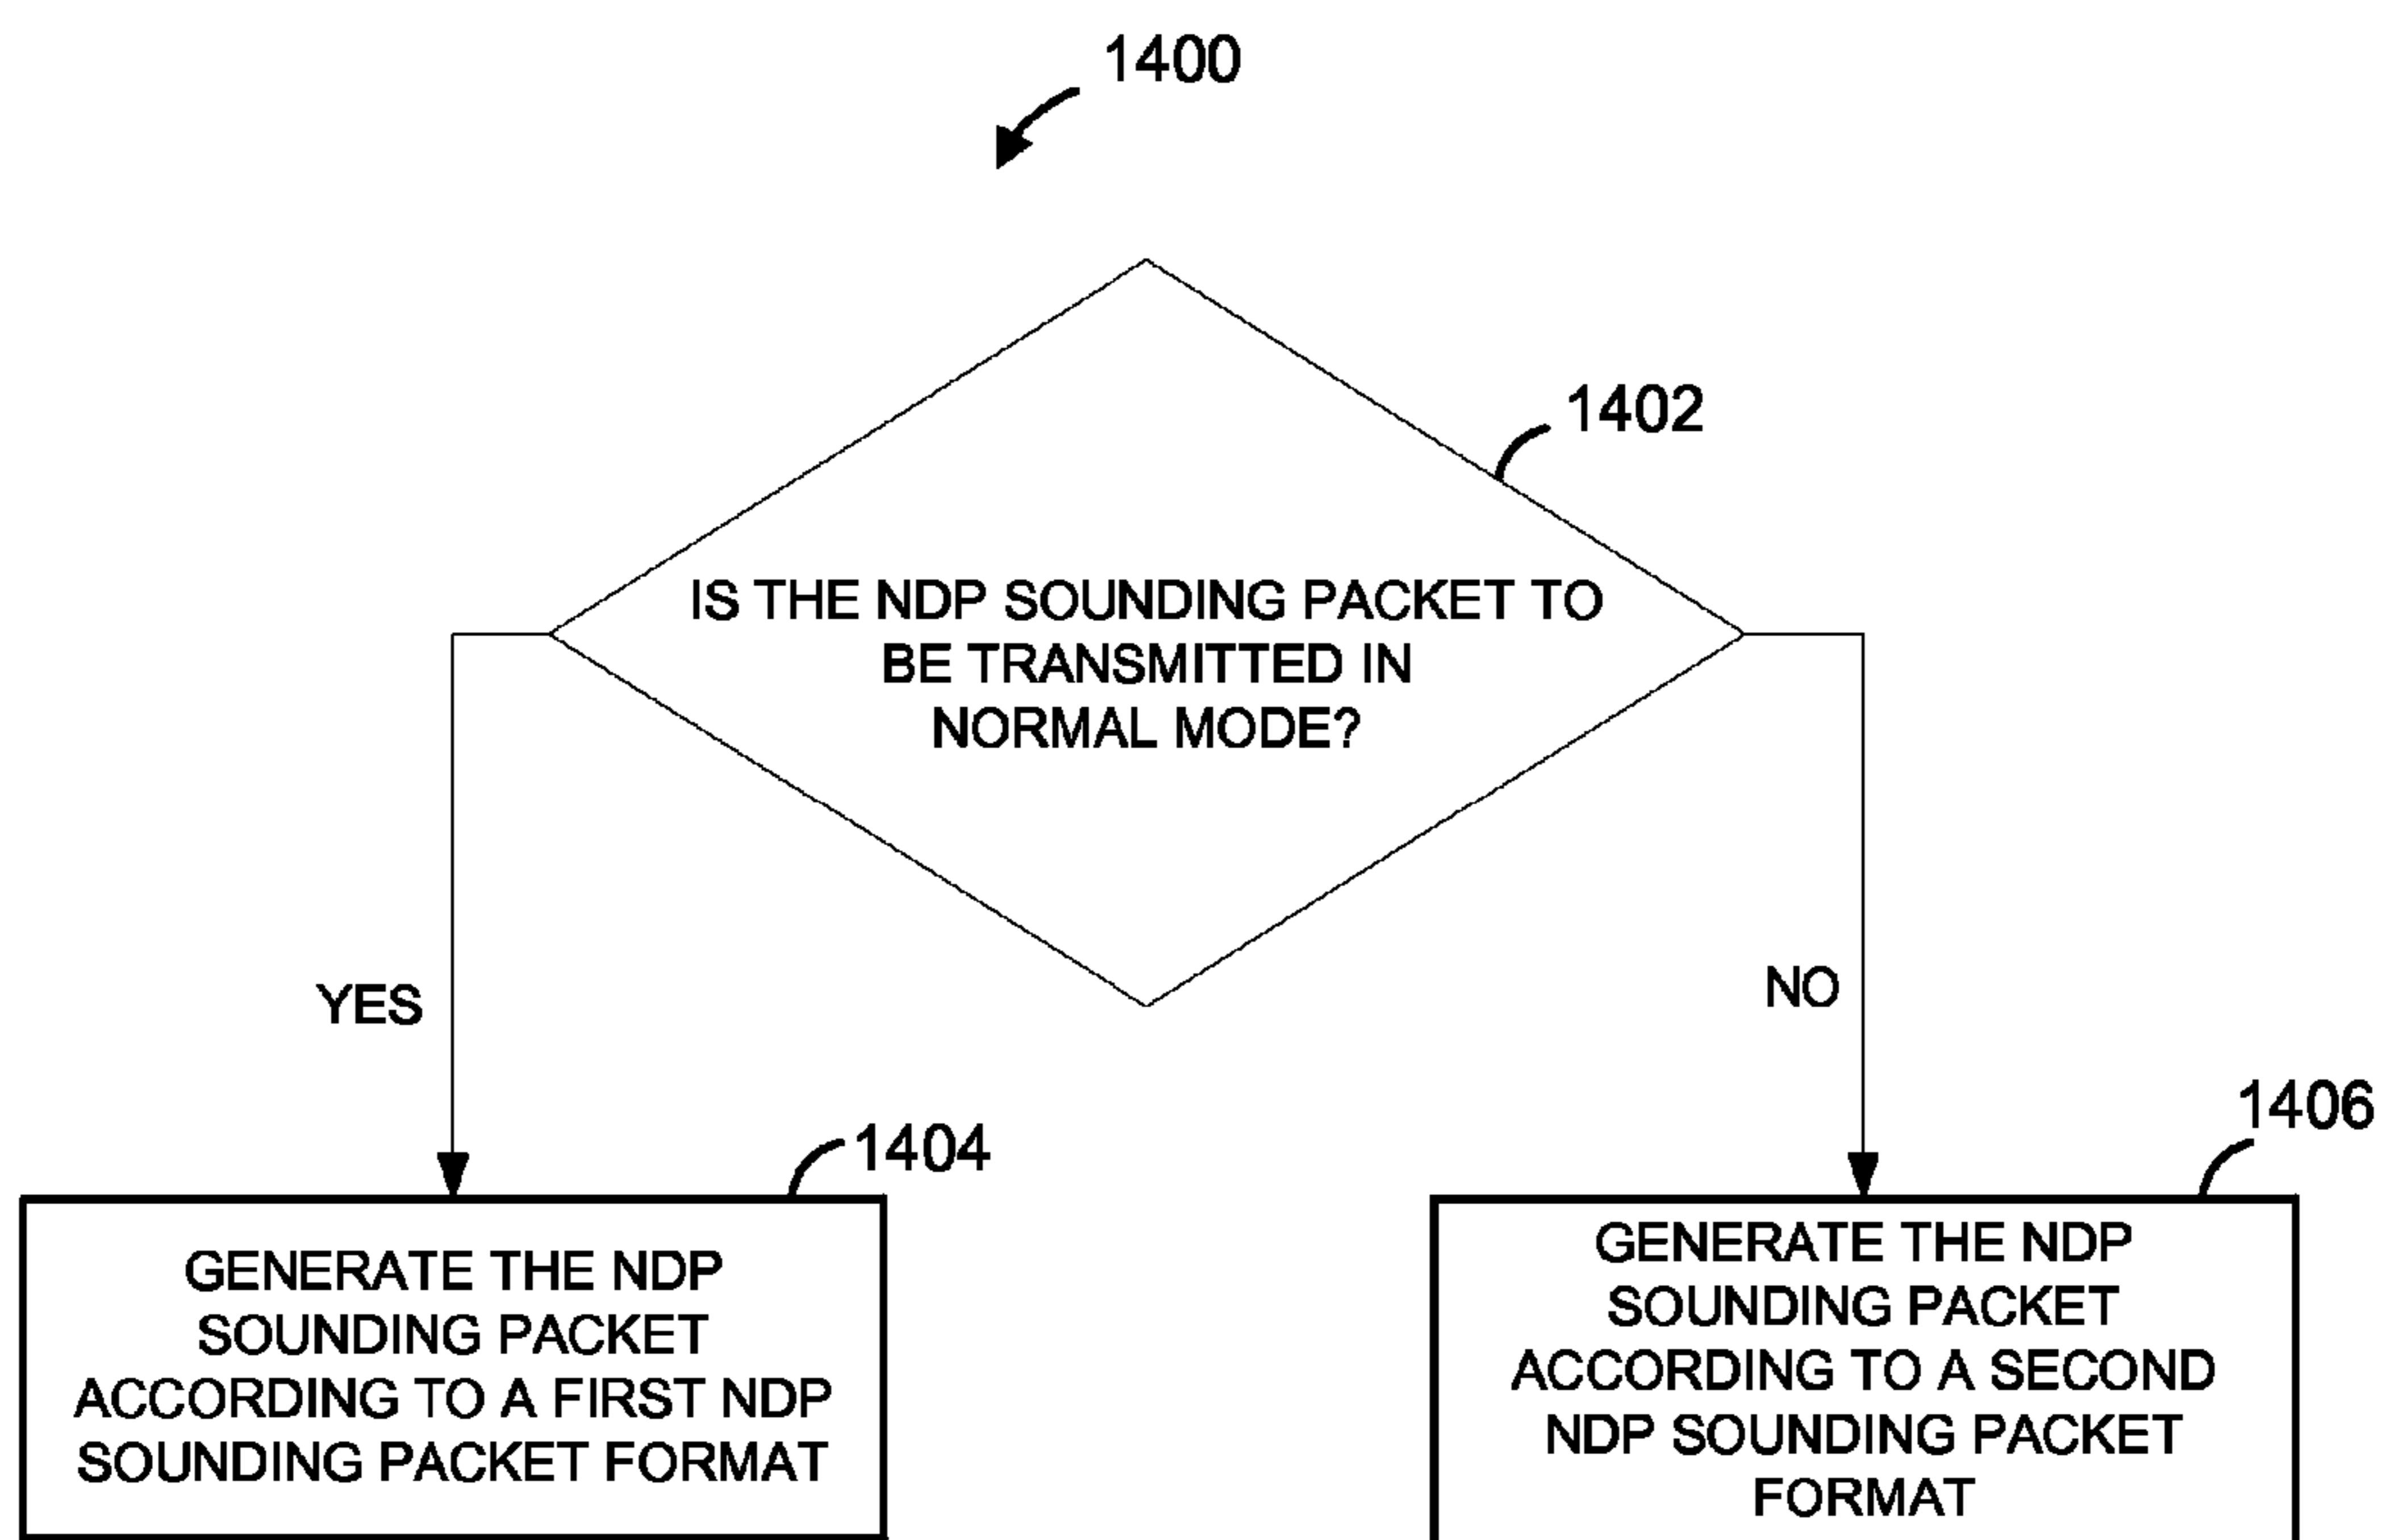 1400
1402
IS THE NDP SOUNDING PACKET TO
BE TRANSMITTED IN
NORMAL MODE?
YES
NO
1404
1406
GENERATE THE NDP
SOUNDING PACKET
ACCORDING TO A FIRST NDP
SOUNDING PACKET FORMAT
GENERATE THE NDP
SOUNDING PACKET
ACCORDING TO A SECOND
NDP SOUNDING PACKET
FORMAT